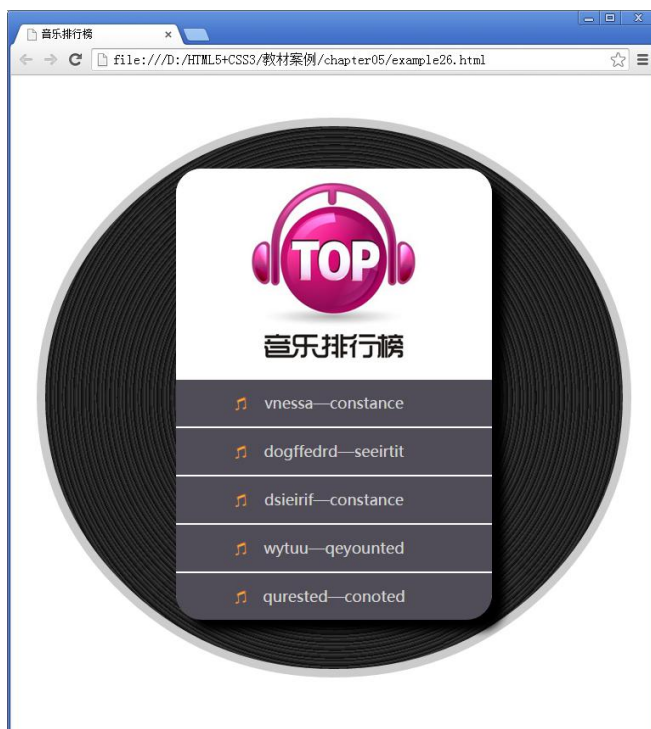 音乐排行榜
file:///D:/HTML5+CSS3/教材案例/chapter05/example26.html
TOP
音乐排行榜
vnessa—constance
dogffedrd—seeirtit
dsieirif—constance
wytuu—qeyounted
qurested—conoted